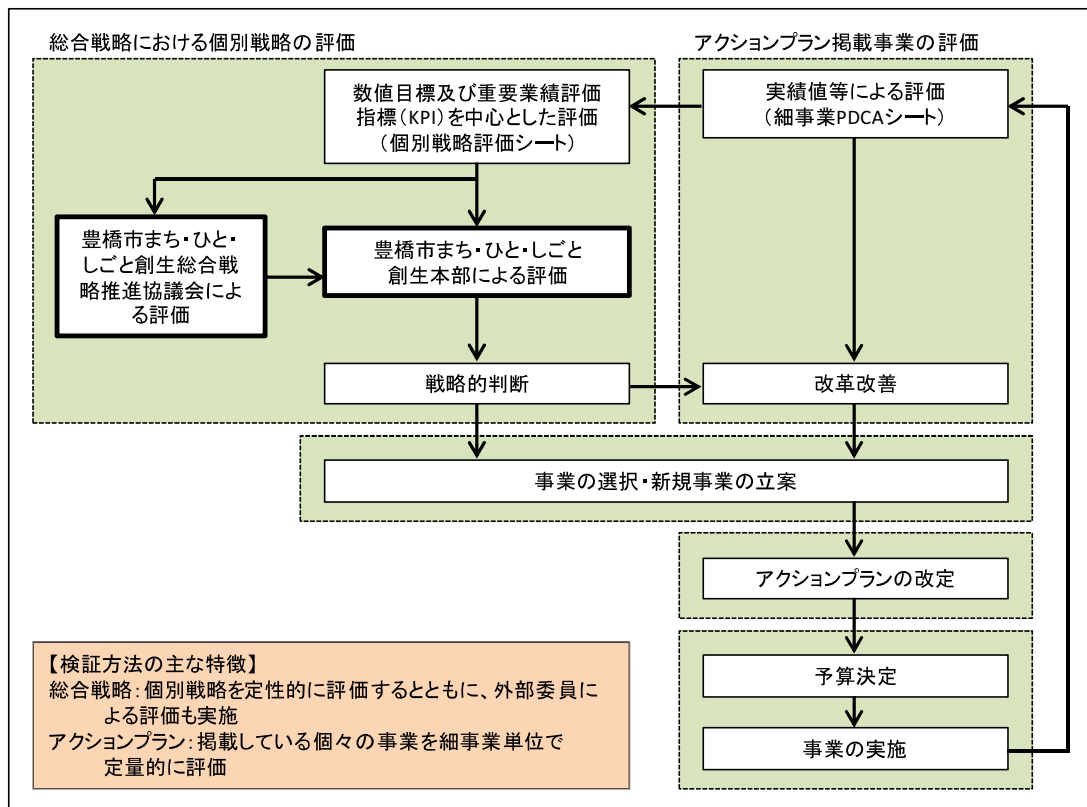 総合戦略における個別戦略の評価
アクションプラン掲載事業の評価
数値目標及び重要業績評価
指標(KPI)を中心とした評価
(個別戦略評価シート)
実績値等による評価
(細事業PDCAシート)
豊橋市まち・ひと・
しごと創生総合戦
略推進協議会によ
る評価
豊橋市まち・ひと・しごと
創生本部による評価
戦略的判断
改革改善
事業の選択・新規事業の立案
アクションプランの改定
予算決定
事業の実施
【検証方法の主な特徴】
総合戦略:個別戦略を定性的に評価するとともに、外部委員に
よる評価も実施
アクションプラン:掲載している個々の事業を細事業単位で
定量的に評価